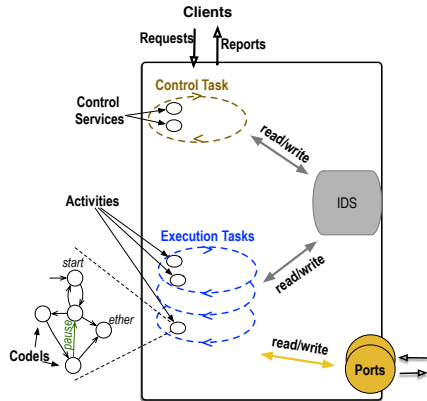 Clients
Requests
Reports
Control Task
Control
Services
read/write
IDS
Activities
Execution Tasks
read/write
start
ether
pause
Codels
read/write
Ports